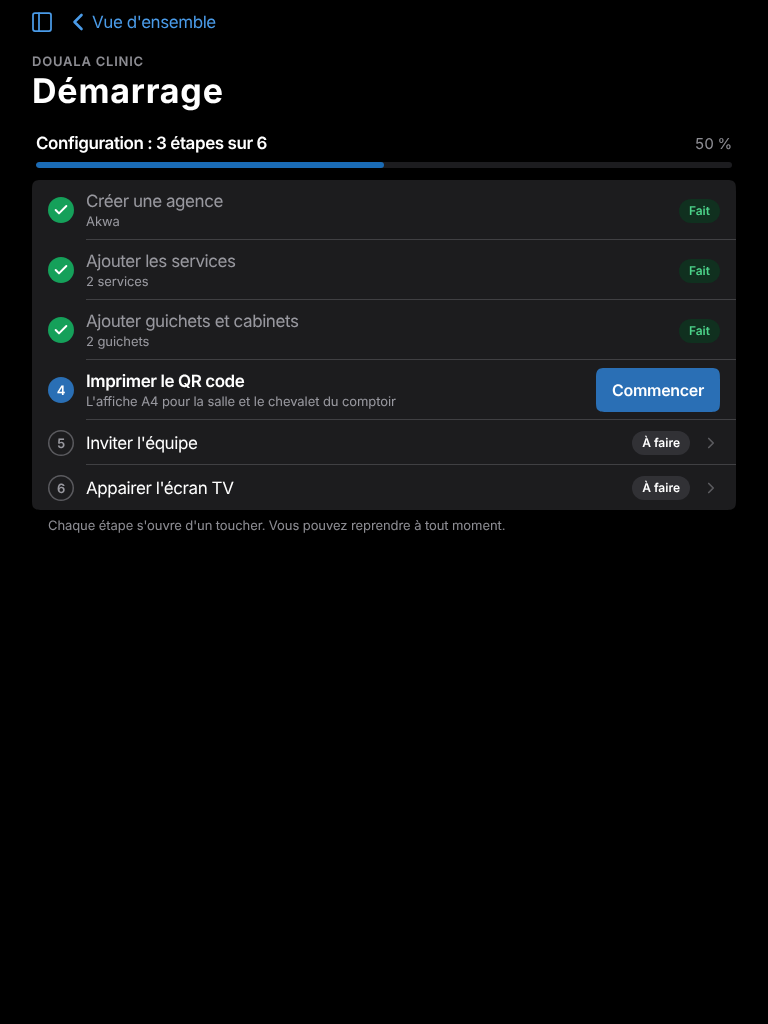 Vue d'ensemble
DOUALA CLINIC
Démarrage
Configuration : 3 étapes sur 6
50 %
Créer une agence
Akwa
Fait
Ajouter les services
2 services
Fait
Ajouter guichets et cabinets
2 guichets
Fait
4
Imprimer le QR code
L'affiche A4 pour la salle et le chevalet du comptoir
Commencer
5
Inviter l'équipe
À faire
6
Appairer l'écran TV
À faire
Chaque étape s'ouvre d'un toucher. Vous pouvez reprendre à tout moment.